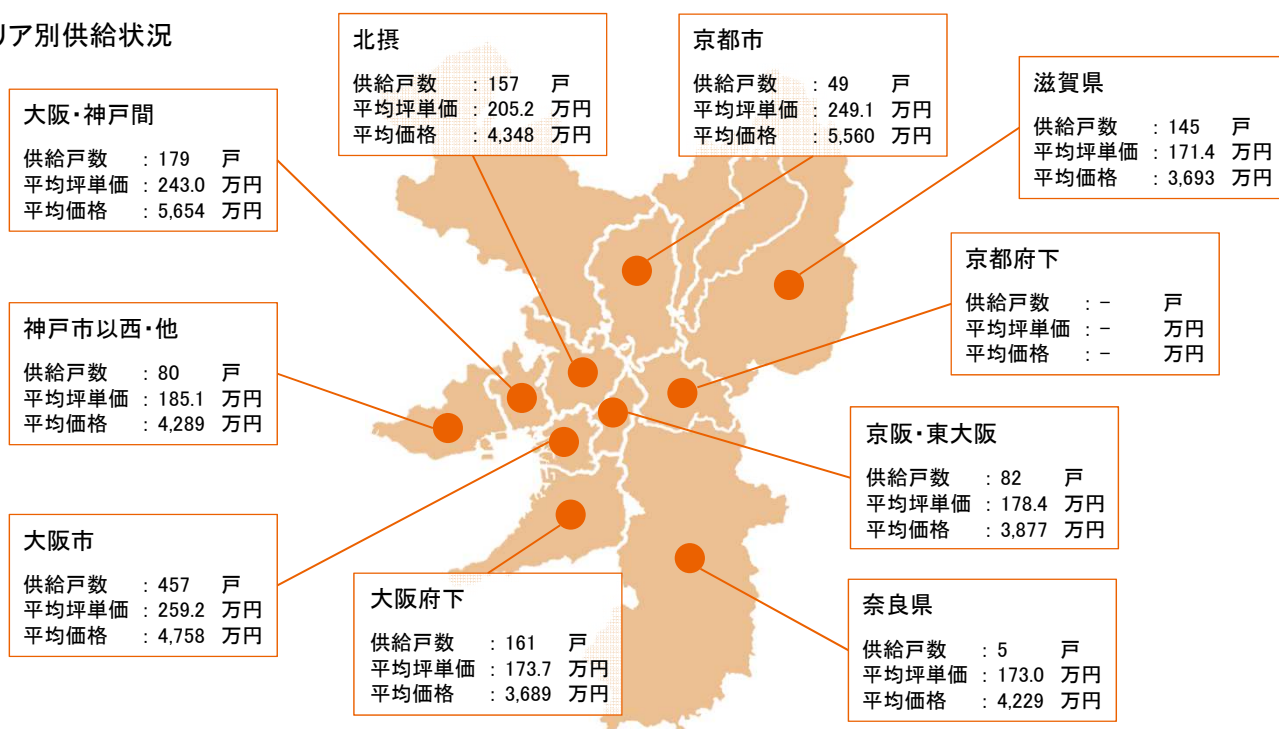 リア別供給状況
北摂
供給戸数 : 157 戸
平均坪単価 : 205.2 万円
平均価格 : 4,348 万円
京都市
供給戸数 : 49 戸
平均坪単価 : 249.1 万円
平均価格 : 5,560 万円
滋賀県
供給戸数 : 145 戸
平均坪単価 : 171.4 万円
平均価格 : 3,693 万円
大阪・神戸間
供給戸数 : 179 戸
平均坪単価 : 243.0 万円
平均価格 : 5,654 万円
京都府下
供給戸数 : - 戸
平均坪単価 : - 万円
平均価格 : - 万円
神戸市以西・他
供給戸数 : 80 戸
平均坪単価 : 185.1 万円
平均価格 : 4,289 万円
京阪・東大阪
供給戸数 : 82 戸
平均坪単価 : 178.4 万円
平均価格 : 3,877 万円
大阪市
供給戸数 : 457 戸
平均坪単価 : 259.2 万円
平均価格 : 4,758 万円
大阪府下
供給戸数 : 161 戸
平均坪単価 : 173.7 万円
平均価格 : 3,689 万円
奈良県
供給戸数 : 5 戸
平均坪単価 : 173.0 万円
平均価格 : 4,229 万円